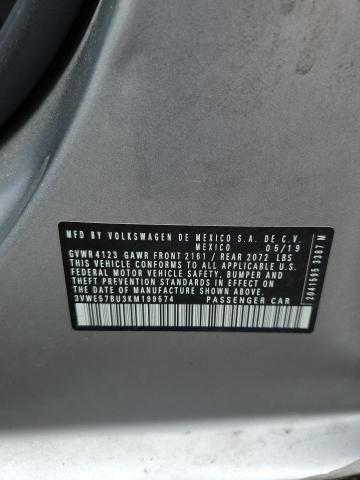 MFD. BY VOLKSWAGEN DE MEXICO S.A. DE C.V.
MEXICO 05/19
GVWR 4123 GAWR FRONT 2161 / REAR 2072 LBS
THIS VEHICLE CONFORMS TO ALL APPLICABLE U.S.
FEDERAL MOTOR VEHICLE SAFETY, BUMPER AND
THEFT PREVENTION STANDARDS IN EFFECT ON
THE DATE OF MANUFACTURE SHOWN ABOVE.
3VWE57BU3KM199574 PASSENGER CAR
2041595 3387 M